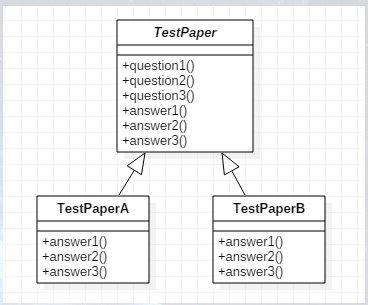 TestPaper
+question1()
+question2()
+question3()
+answer1()
+answer2()
+answer3()
TestPaperA
+answer1()
+answer2()
+answer3()
TestPaperB
+answer1()
+answer2()
+answer3()